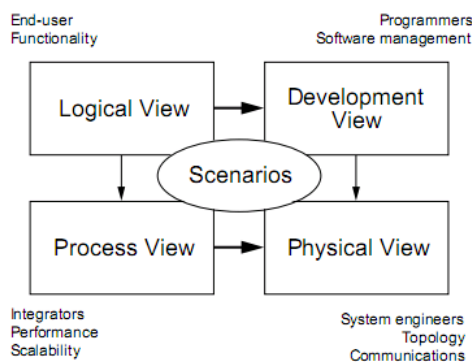 End-user
Functionality
Programmers
Software management
Logical View
Development
View
Scenarios
Process View
Physical View
Integrators
Performance
Scalability
System engineers
Topology
Communications